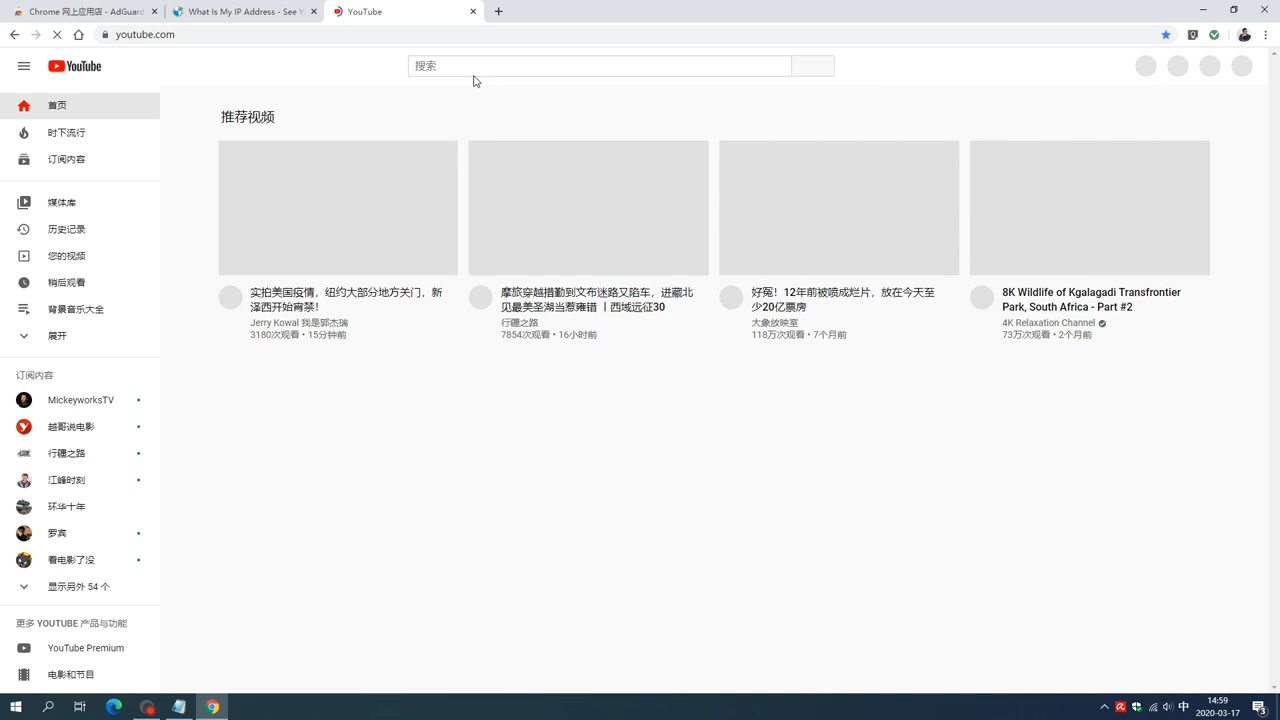 Chrome 网上应用店 - AdGuard
What Is My IP Address - See Y
YouTube
youtube.com
YouTube
搜索
首页
时下流行
订阅内容
媒体库
历史记录
您的视频
稍后观看
背景音乐大全
展开
订阅内容
MickeyworksTV
越哥说电影
行疆之路
江峰时刻
环华十年
罗宾
看电影了没
显示另外 54 个
更多 YOUTUBE 产品与功能
YouTube Premium
电影和节目
推荐视频
实拍美国疫情，纽约大部分地方关门，新
泽西开始宵禁！
Jerry Kowal 我是郭杰瑞
3180次观看 • 15分钟前
摩旅穿越措勤到文布迷路又陷车，进藏北
见最美圣湖当惹雍错 丨西域远征30
行疆之路
7854次观看 • 16小时前
好冤！12年前被喷成烂片，放在今天至
少20亿票房
大象放映室
118万次观看 • 7个月前
8K Wildlife of Kgalagadi Transfrontier
Park, South Africa - Part #2
4K Relaxation Channel
73万次观看 • 2个月前
中
14:59
2020-03-17
3